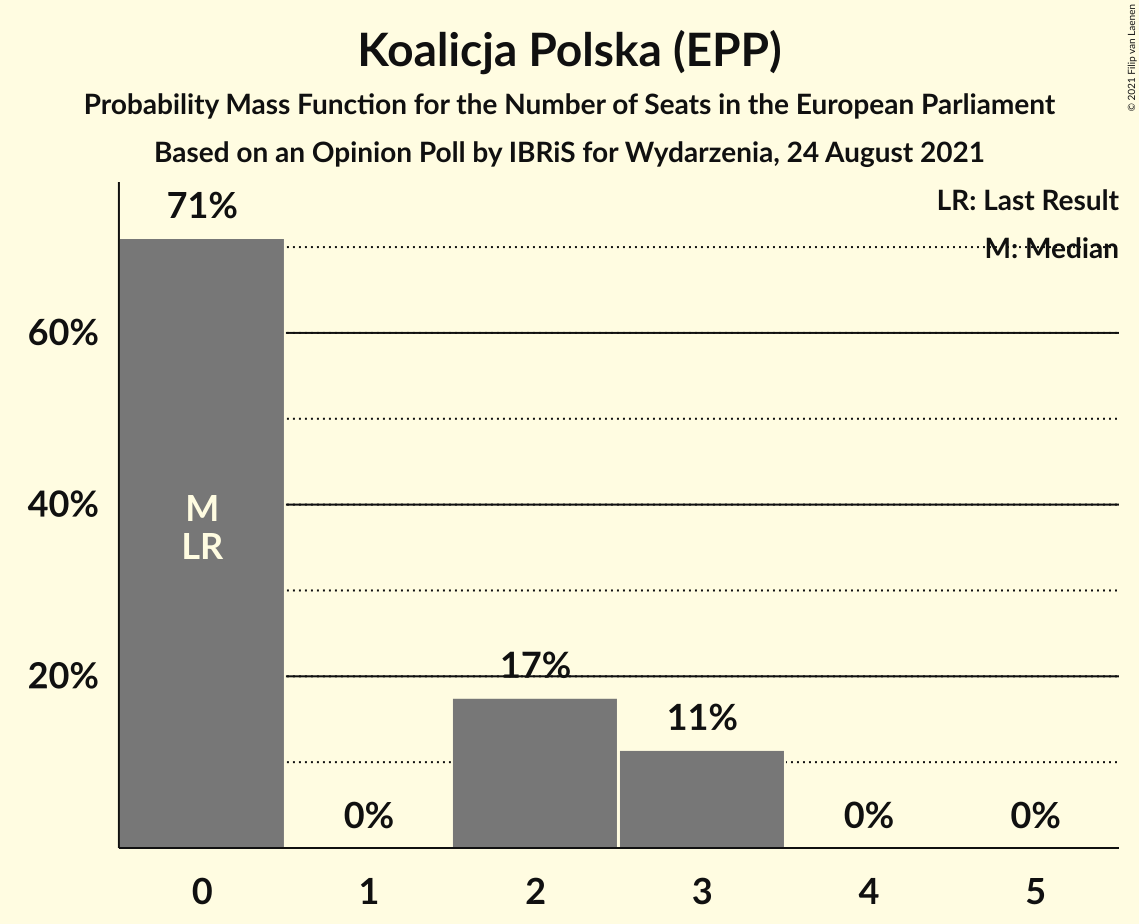 Koalicja Polska (EPP)
Probability Mass Function for the Number of Seats in the European Parliament
Based on an Opinion Poll by IBRiS for Wydarzenia, 24 August 2021
© 2021 Filip van Laenen
LR: Last Result
M: Median
71%
60%
40%
20%
M
LR
17%
11%
0%
0%
0%
0
1
2
3
4
5